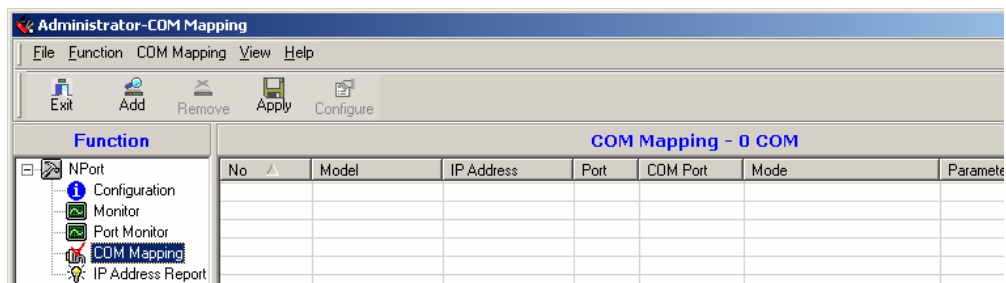 Administrator-COM Mapping
File Function COM Mapping View Help
Exit Add Remove Apply Configure
Function
COM Mapping - 0 COM
No Model IP Address Port COM Port Mode Paramete
NPort
Configuration
Monitor
Port Monitor
COM Mapping
IP Address Report